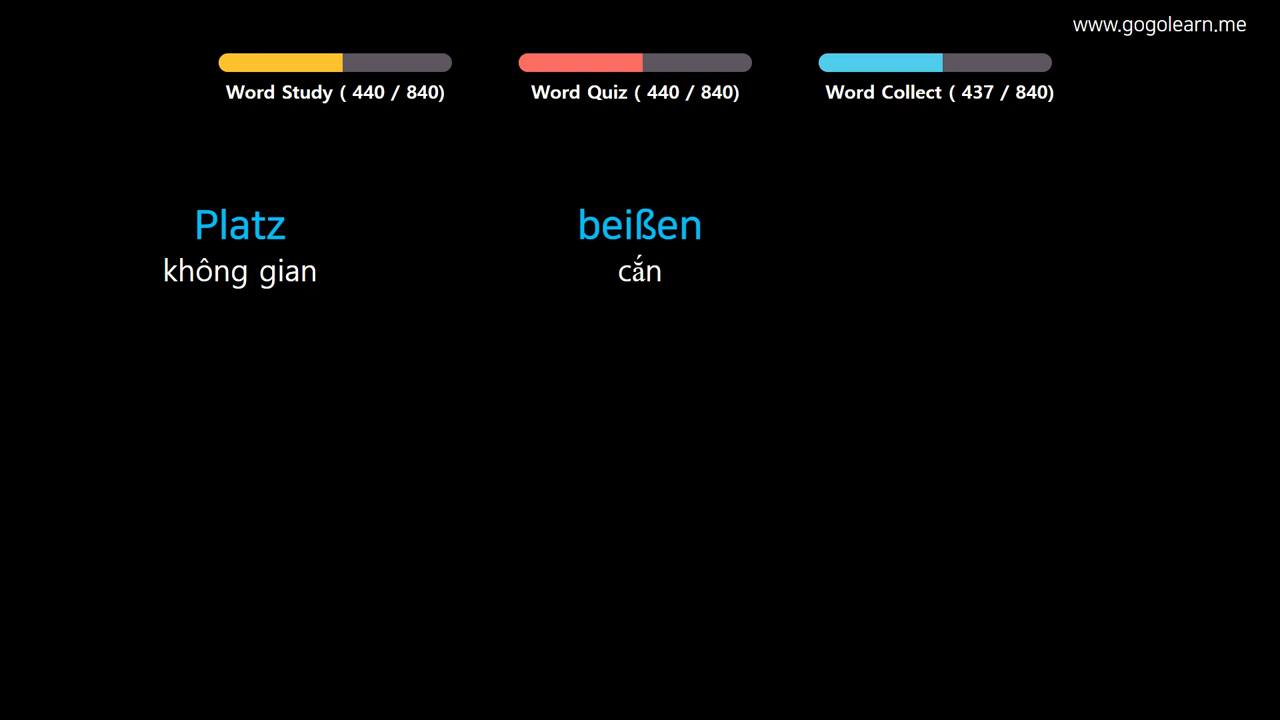 www.gogolearn.me
Word Study ( 440 / 840)
Word Quiz ( 440 / 840)
Word Collect ( 437 / 840)
Platz
không gian
beißen
cắn